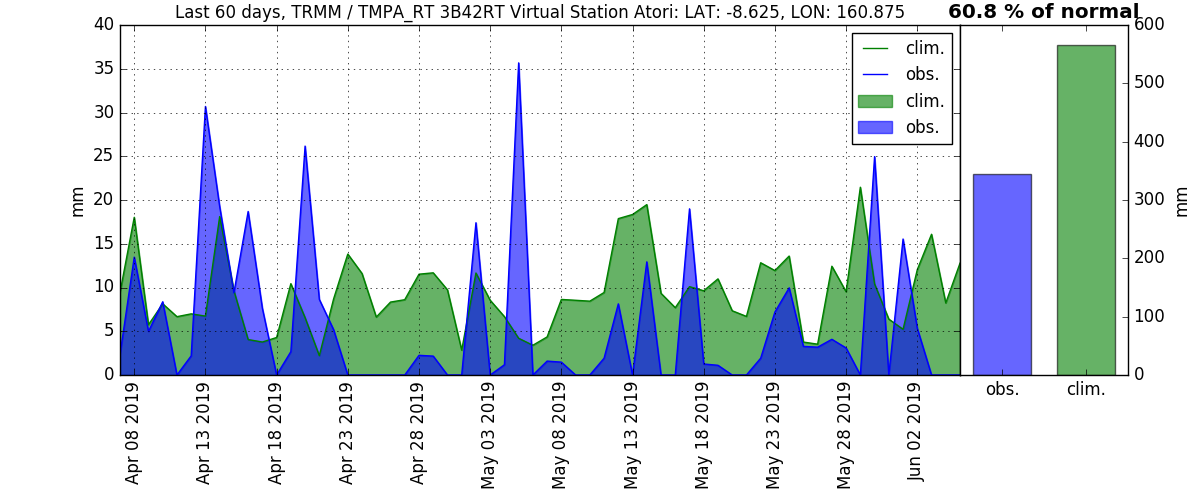 Last 60 days, TRMM / TMPA_RT 3B42RT Virtual Station Atori: LAT: -8.625, LON: 160.875
60.8 % of normal
mm
40
35
30
25
20
15
10
5
0
clim.
obs.
clim.
obs.
Apr 08 2019
Apr 13 2019
Apr 18 2019
Apr 23 2019
Apr 28 2019
May 03 2019
May 08 2019
May 13 2019
May 18 2019
May 23 2019
May 28 2019
Jun 02 2019
600
500
400
300
200
100
0
mm
obs.
clim.